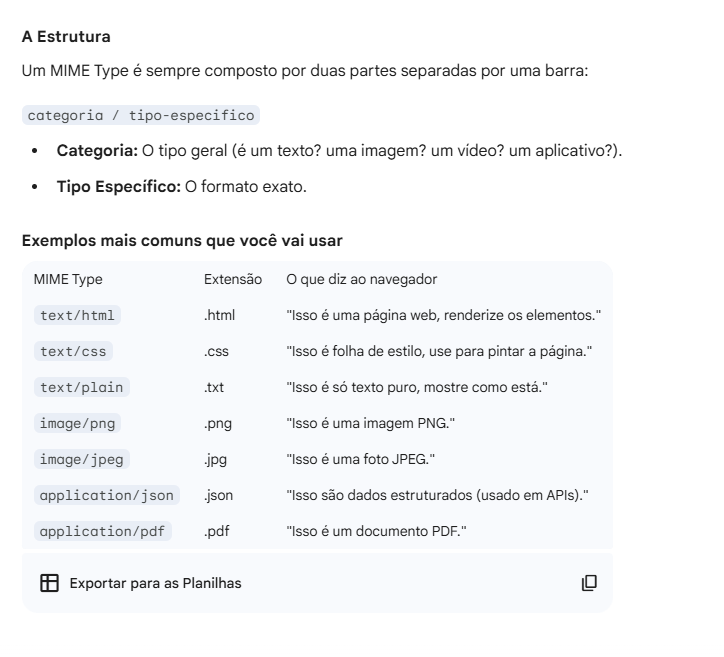 A Estrutura
Um MIME Type é sempre composto por duas partes separadas por uma barra:
categoria / tipo-especifico
• Categoria: O tipo geral (é um texto? uma imagem? um vídeo? um aplicativo?).
• Tipo Específico: O formato exato.
Exemplos mais comuns que você vai usar
MIME Type Extensão O que diz ao navegador
text/html .html "Isso é uma página web, renderize os elementos."
text/css .css "Isso é folha de estilo, use para pintar a página."
text/plain .txt "Isso é só texto puro, mostre como está."
image/png .png "Isso é uma imagem PNG."
image/jpeg .jpg "Isso é uma foto JPEG."
application/json .json "Isso são dados estruturados (usado em APIs)."
application/pdf .pdf "Isso é um documento PDF."
Exportar para as Planilhas